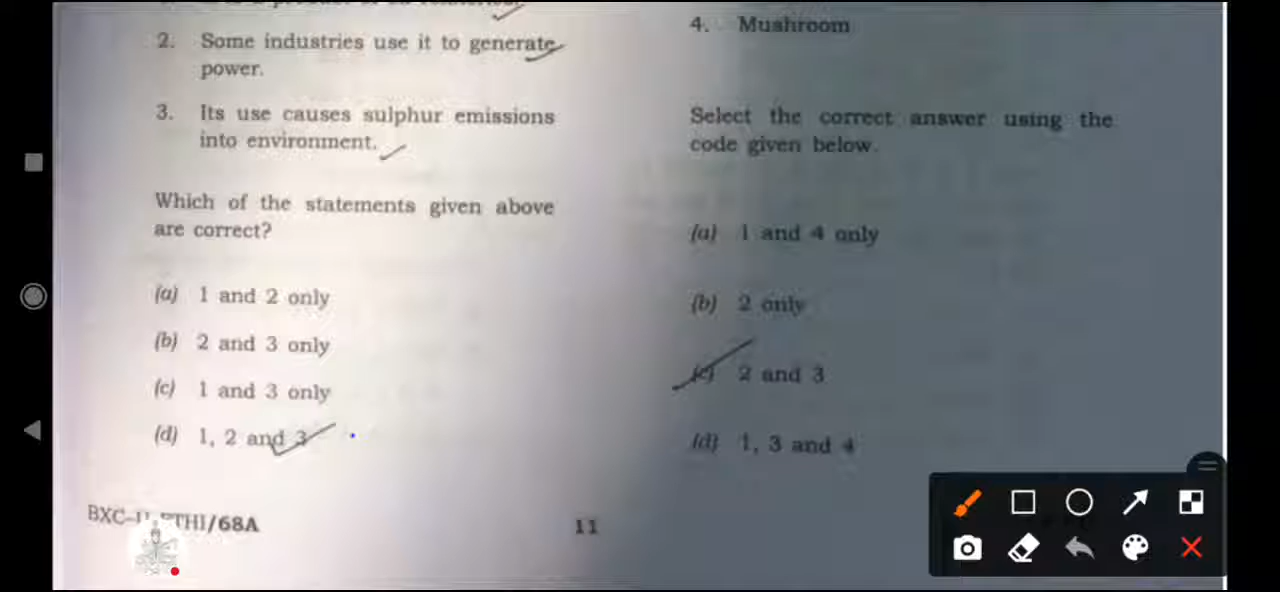 2. Some industries use it to generate
power.
3. Its use causes sulphur emissions
into environment.
Which of the statements given above
are correct?
(a) 1 and 2 only
(b) 2 and 3 only
(c) 1 and 3 only
(d) 1, 2 and 3
4. Mushroom
Select the correct answer using the
code given below.
(a) 1 and 4 only
(b) 2 only
(c) 2 and 3
(d) 1, 3 and 4
11